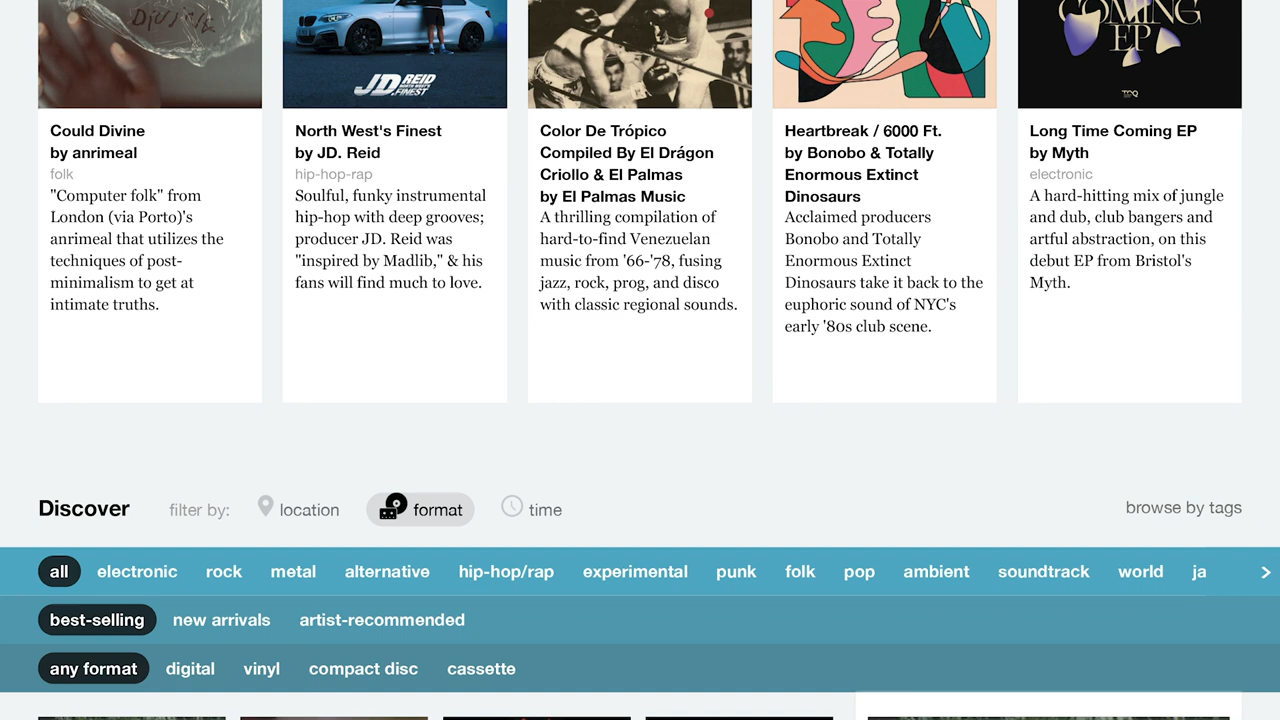 DIVINE
JD. REID
NORTH WEST'S FINEST
COMING
EP
Could Divine
by anrimeal
folk
"Computer folk" from
London (via Porto)'s
anrimeal that utilizes the
techniques of post-
minimalism to get at
intimate truths.
North West's Finest
by JD. Reid
hip-hop-rap
Soulful, funky instrumental
hip-hop with deep grooves;
producer JD. Reid was
"inspired by Madlib," & his
fans will find much to love.
Color De Trópico
Compiled By El Drágon
Criollo & El Palmas
by El Palmas Music
A thrilling compilation of
hard-to-find Venezuelan
music from '66-'78, fusing
jazz, rock, prog, and disco
with classic regional sounds.
Heartbreak / 6000 Ft.
by Bonobo & Totally
Enormous Extinct
Dinosaurs
Acclaimed producers
Bonobo and Totally
Enormous Extinct
Dinosaurs take it back to the
euphoric sound of NYC's
early '80s club scene.
Long Time Coming EP
by Myth
electronic
A hard-hitting mix of jungle
and dub, club bangers and
artful abstraction, on this
debut EP from Bristol's
Myth.
Discover filter by: location format time browse by tags
all electronic rock metal alternative hip-hop/rap experimental punk folk pop ambient soundtrack world ja
best-selling new arrivals artist-recommended
any format digital vinyl compact disc cassette